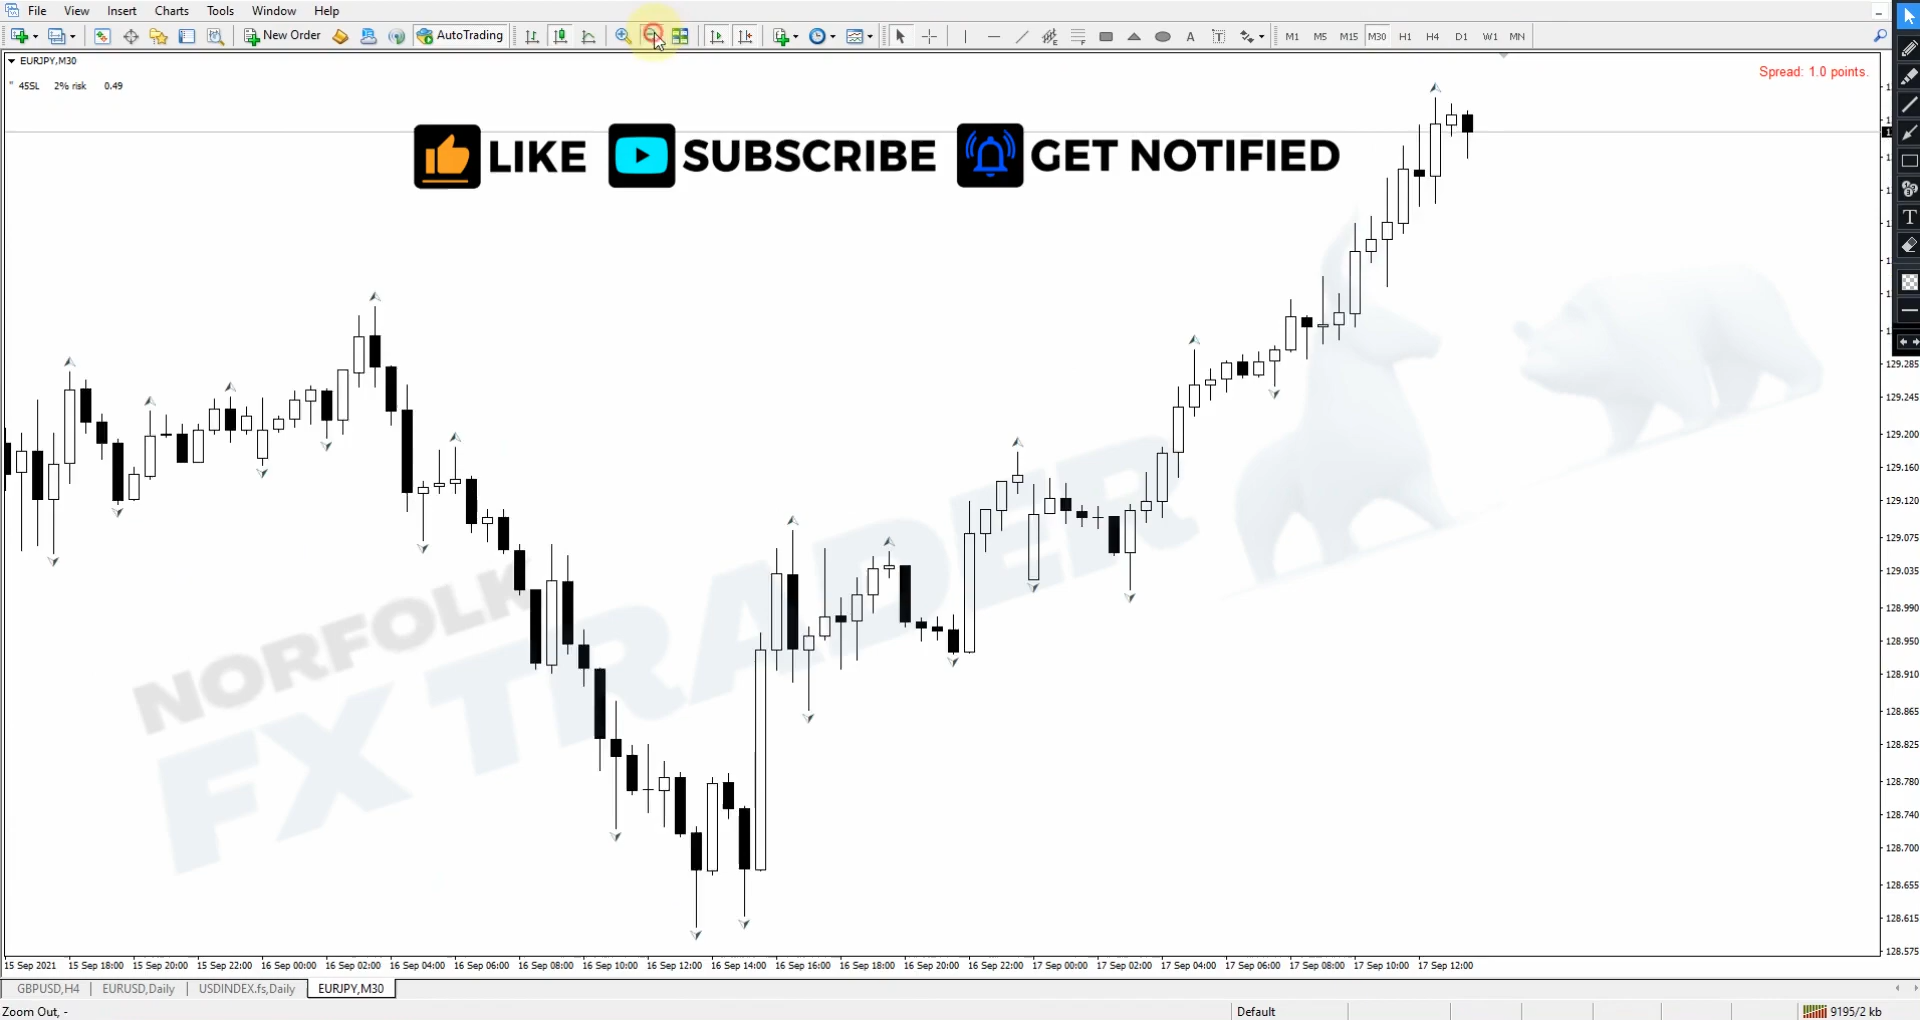 File View Insert Charts Tools Window Help
New Order AutoTrading A T M1 M5 M15 M30 H1 H4 D1 W1 MN
EURJPY,M30
Spread: 1.0 points.
45SL 2% risk 0.49
LIKE SUBSCRIBE GET NOTIFIED
T
129.285
129.245
129.200
129.160
129.120
129.075
129.035
128.990
128.950
128.910
128.865
128.825
128.780
128.740
128.700
128.655
128.615
128.575
NORFOLK
FX TRADER
15 Sep 2021 15 Sep 18:00 15 Sep 20:00 15 Sep 22:00 16 Sep 00:00 16 Sep 02:00 16 Sep 04:00 16 Sep 06:00 16 Sep 08:00 16 Sep 10:00 16 Sep 12:00 16 Sep 14:00 16 Sep 16:00 16 Sep 18:00 16 Sep 20:00 16 Sep 22:00 17 Sep 00:00 17 Sep 02:00 17 Sep 04:00 17 Sep 06:00 17 Sep 08:00 17 Sep 10:00 17 Sep 12:00
GBPUSD,H4 EURUSD,Daily USDINDEX.fs,Daily EURJPY,M30
Zoom Out, - Default 9195/2 kb